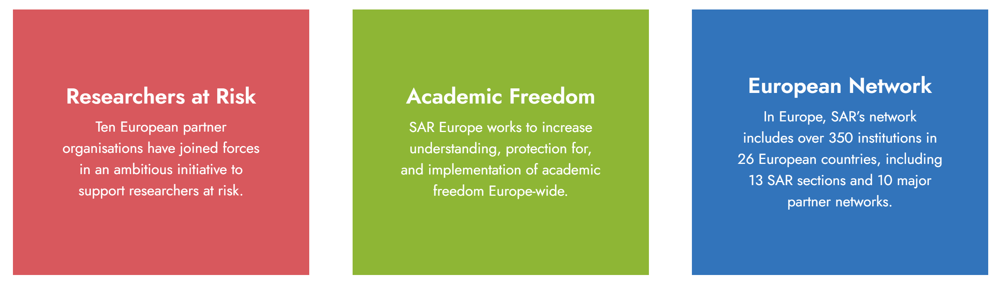 Researchers at Risk
Ten European partner
organisations have joined forces
in an ambitious initiative to
support researchers at risk.
Academic Freedom
SAR Europe works to increase
understanding, protection for,
and implementation of academic
freedom Europe-wide.
European Network
In Europe, SAR’s network
includes over 350 institutions in
26 European countries, including
13 SAR sections and 10 major
partner networks.